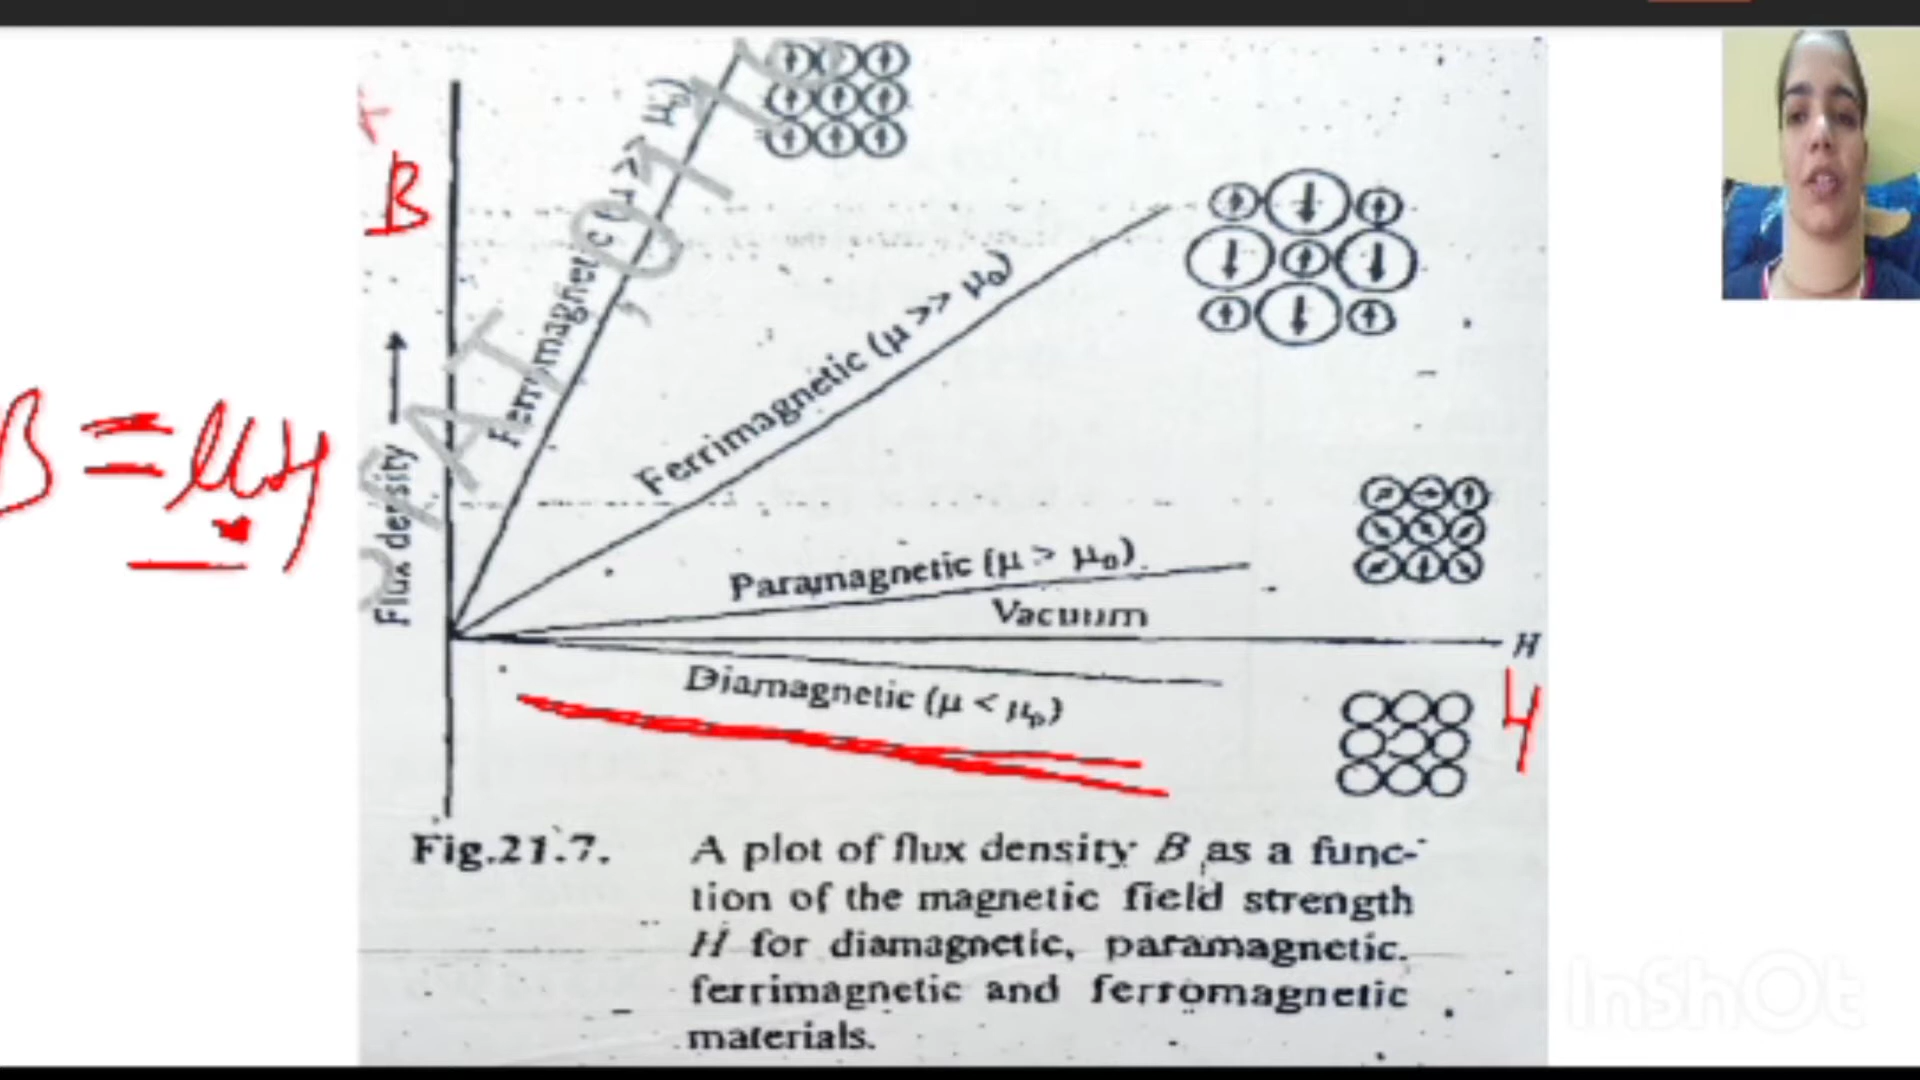 B
B = μH
Flux density
Ferromagnetic (μ >> μ₀)
Ferrimagnetic (μ >> μ₀)
Paramagnetic (μ > μ₀)
Vacuum
H
H
Diamagnetic (μ < μ₀)
Fig.21.7. A plot of flux density B as a func-
tion of the magnetic field strength
H for diamagnetic, paramagnetic.
ferrimagnetic and ferromagnetic
materials.
InShOt